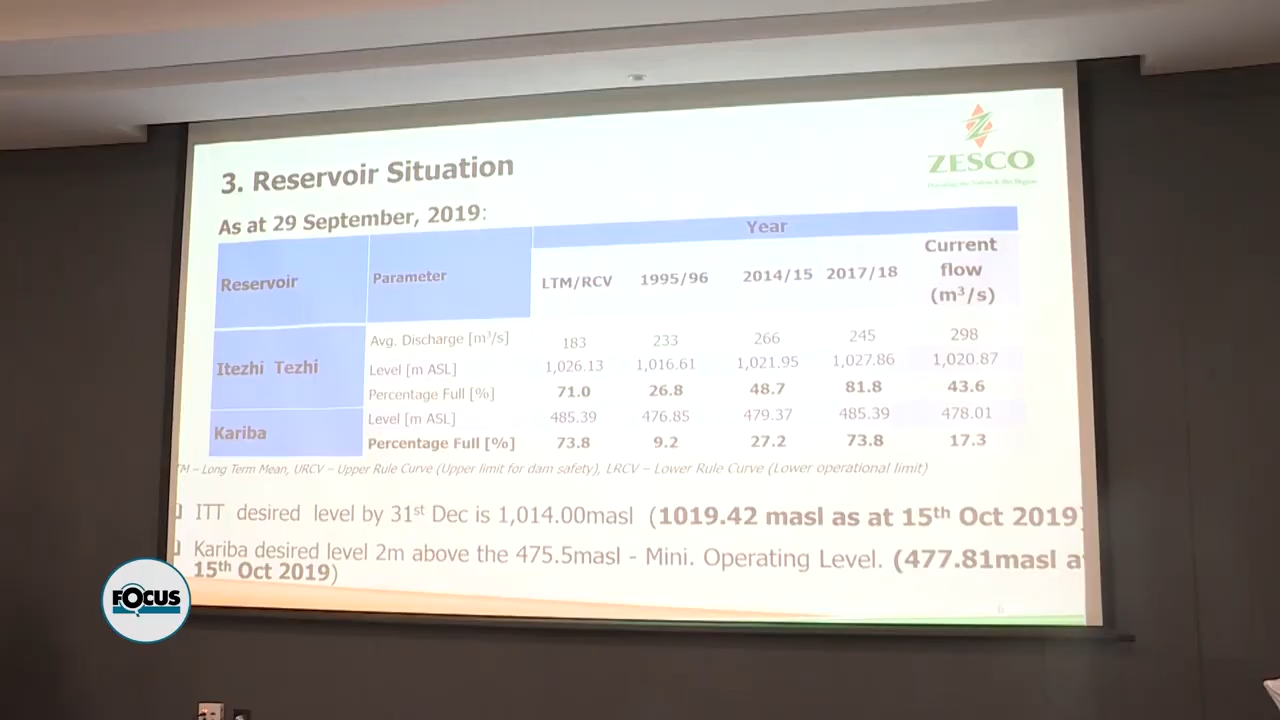 3. Reservoir Situation
ZESCO
As at 29 September, 2019:
Year
Reservoir Parameter LTM/RCV 1995/96 2014/15 2017/18 Current flow (m³/s)
Itezhi Tezhi
Avg. Discharge [m³/s] 183 233 266 245 298
Level [m ASL] 1,026.13 1,016.61 1,021.95 1,027.86 1,020.87
Percentage Full [%] 71.0 26.8 48.7 81.8 43.6
Kariba
Level [m ASL] 485.39 476.85 479.37 485.39 478.01
Percentage Full [%] 73.8 9.2 27.2 73.8 17.3
M – Long Term Mean, URCV – Upper Rule Curve (Upper limit for dam safety), LRCV – Lower Rule Curve (Lower operational limit)
ITT desired level by 31st Dec is 1,014.00masl (1019.42 masl as at 15th Oct 2019)
Kariba desired level 2m above the 475.5masl - Mini. Operating Level. (477.81masl a
15th Oct 2019)
6
FOCUS